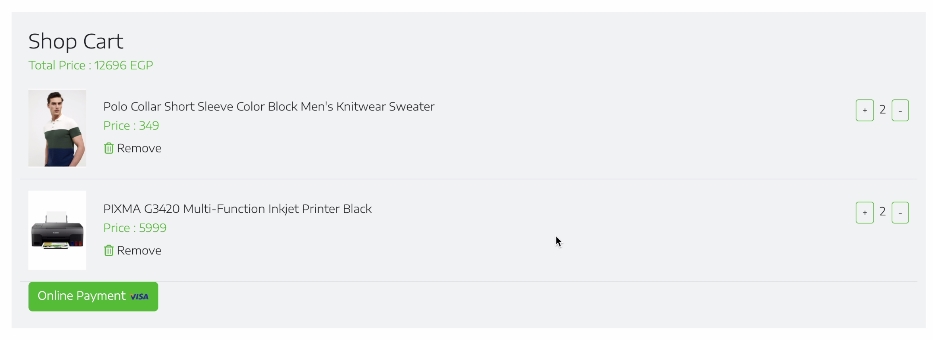 Shop Cart
Total Price : 12696 EGP
Polo Collar Short Sleeve Color Block Men's Knitwear Sweater
+ 2 -
Price : 349
Remove
PIXMA G3420 Multi-Function Inkjet Printer Black
+ 2 -
Price : 5999
Remove
Online Payment VISA